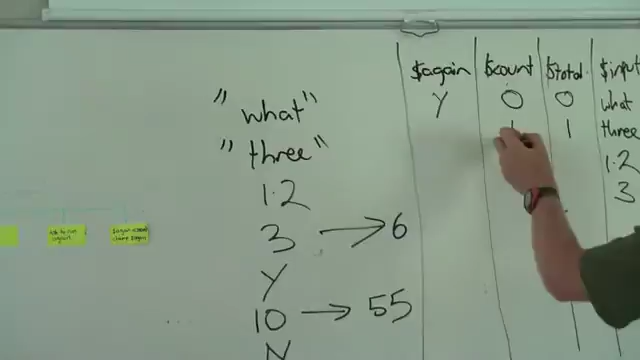 "what"
"three"
1.2
3 → 6
Y
10 → 55
N
$again $count $total $input
Y 0 0 what
1 1 three
1.2
3